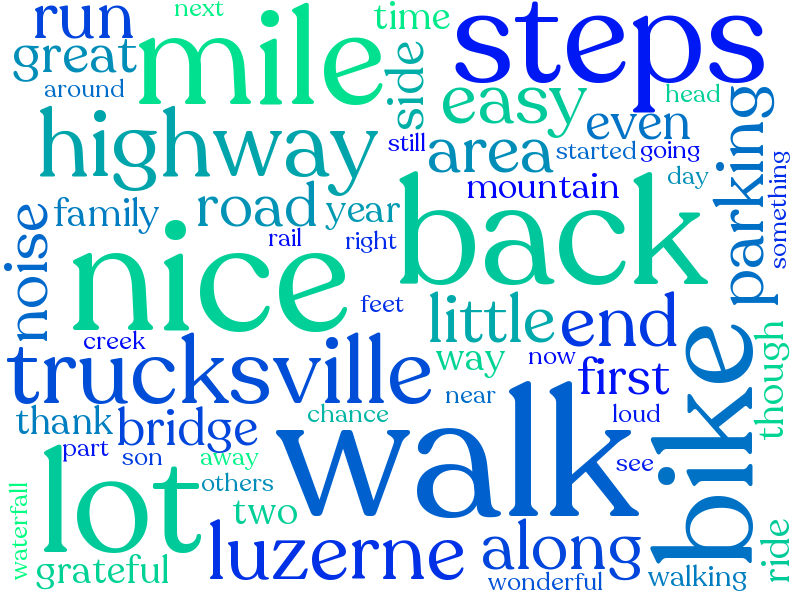 run
next
time
steps
great
mile
side
easy
head
around
highway
still
area
even
started
going
parking
something
mountain
day
noise
family
road
year
back
rail
right
nice
feet
little
end
creek
trucksville
way
now
first
near
bike
though
thank
bridge
chance
walk
loud
part
son
away
see
lot
others
waterfall
two
grateful
luzerne
along
wonderful
walking
ride